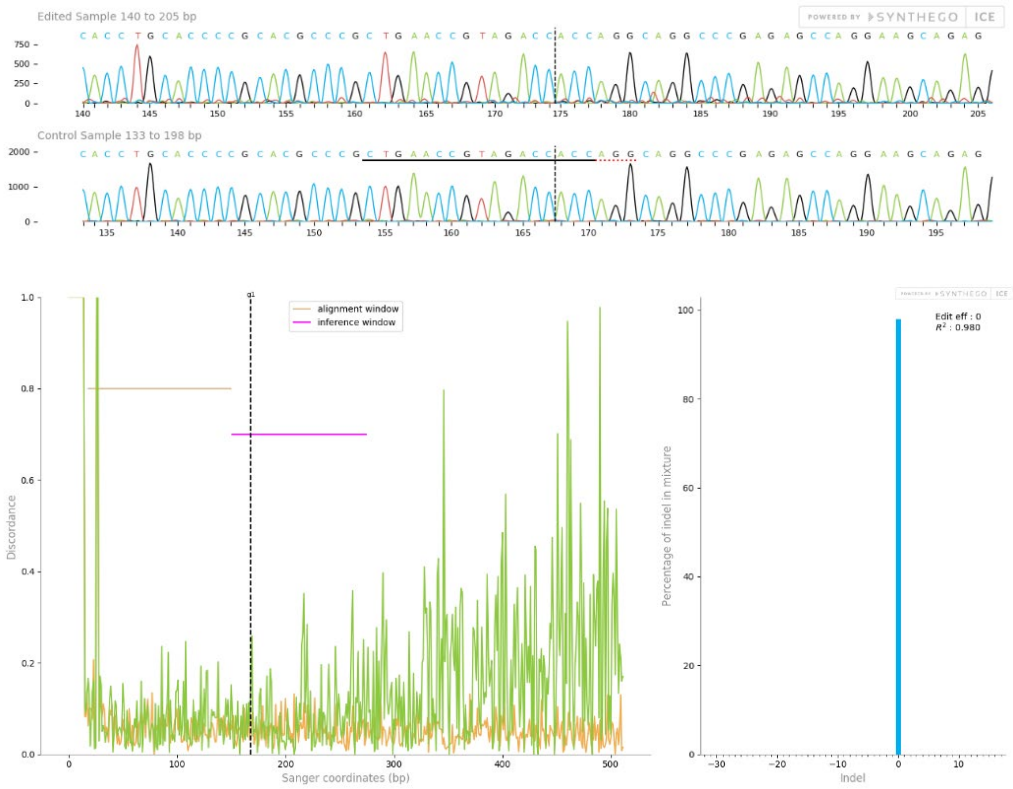 Edited Sample 140 to 205 bp
POWERED BY SYNTHEGO ICE
C A C C T G C A C C C C G C A C G C C C G C T G A A C C G T A G A C C A C C A G G C A G G C C C G A G A G C C A G G A A G C A G A G
750
500
250
0
140 145 150 155 160 165 170 175 180 185 190 195 200 205
Control Sample 133 to 198 bp
C A C C T G C A C C C C G C A C G C C C G C T G A A C C G T A G A C C A C C A G G C A G G C C C G A G A G C C A G G A A G C A G A G
2000
1000
0
135 140 145 150 155 160 165 170 175 180 185 190 195
g1
POWERED BY SYNTHEGO ICE
alignment window
inference window
1.0
0.8
0.6
0.4
0.2
0.0
Discordance
0 100 200 300 400 500
Sanger coordinates (bp)
Edit eff : 0
R² : 0.980
100
80
60
40
20
0
Percentage of indel in mixture
−30 −20 −10 0 10
Indel